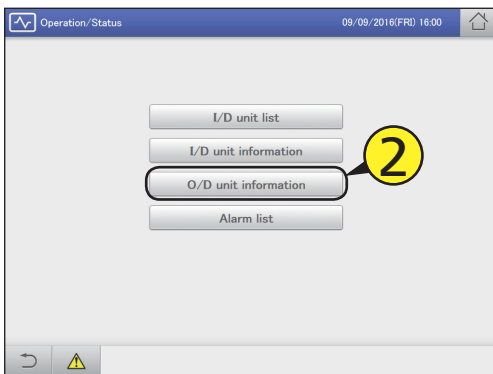 Operation/Status 09/09/2016(FRI) 16:00
I/D unit list
I/D unit information
O/D unit information
2
Alarm list